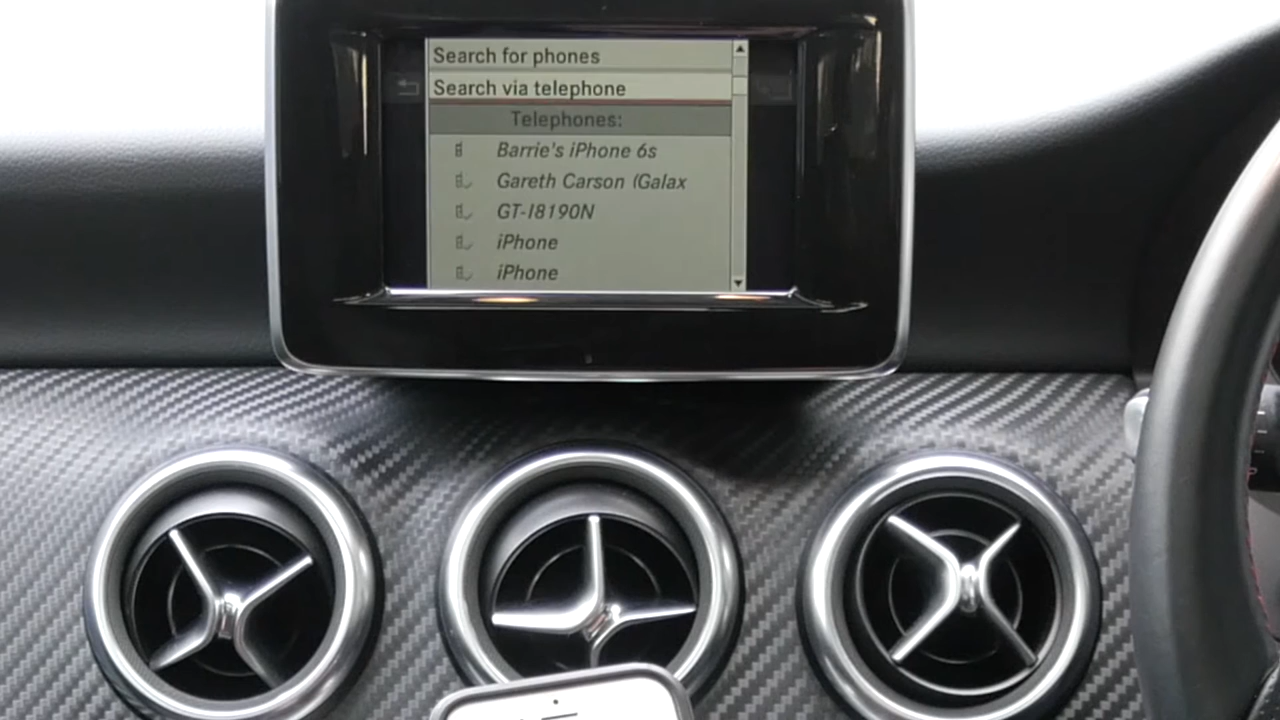 Search for phones
Search via telephone
Telephones:
Barrie's iPhone 6s
Gareth Carson (Galax
GT-I8190N
iPhone
iPhone